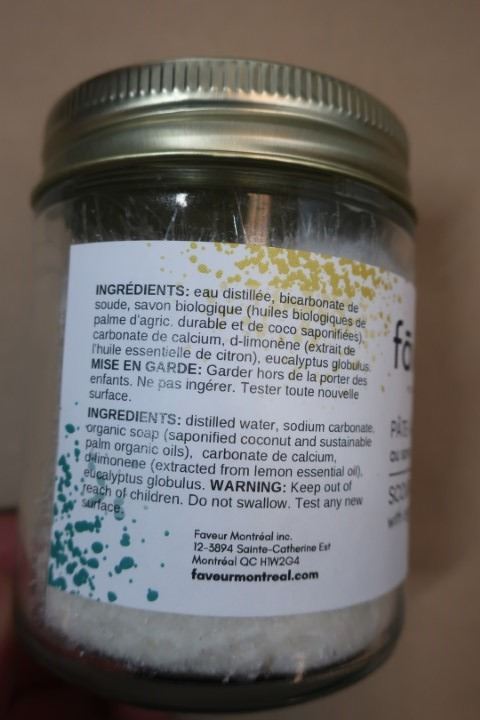 INGRÉDIENTS: eau distillée, bicarbonate de
soude, savon biologique (huiles biologiques de
palme d'agric. durable et de coco saponifiées),
carbonate de calcium, d-limonène (extrait de
l'huile essentielle de citron), eucalyptus globulus.
MISE EN GARDE: Garder hors de la porter des
enfants. Ne pas ingérer. Tester toute nouvelle
surface.
INGREDIENTS: distilled water, sodium carbonate,
organic soap (saponified coconut and sustainable
palm organic oils), carbonate de calcium,
d-limonene (extracted from lemon essential oil),
eucalyptus globulus. WARNING: Keep out of
reach of children. Do not swallow. Test any new
surface.
Faveur Montréal inc.
12-3894 Sainte-Catherine Est
Montréal QC H1W2G4
faveurmontreal.com